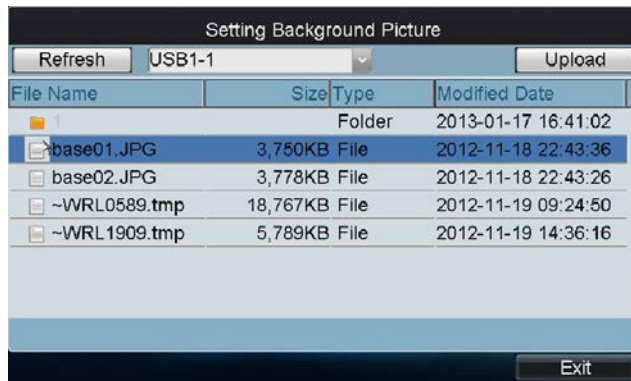 Setting Background Picture
Refresh USB1-1 Upload
File Name Size Type Modified Date
1 Folder 2013-01-17 16:41:02
base01.JPG 3,750KB File 2012-11-18 22:43:36
base02.JPG 3,778KB File 2012-11-18 22:43:26
~WRL0589.tmp 18,767KB File 2012-11-19 09:24:50
~WRL1909.tmp 5,789KB File 2012-11-19 14:36:16
Exit